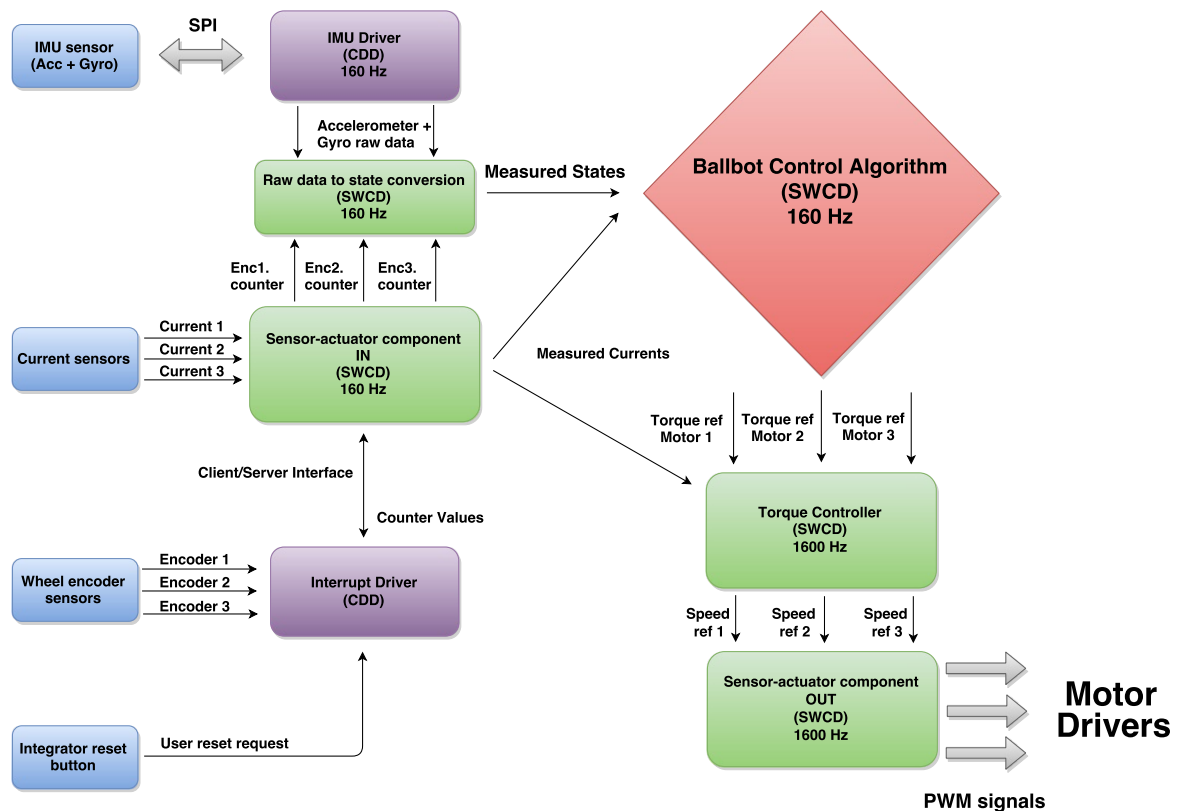 SPI
IMU sensor
(Acc + Gyro)
IMU Driver
(CDD)
160 Hz
Accelerometer +
Gyro raw data
Raw data to state conversion
(SWCD)
160 Hz
Measured States
Ballbot Control Algorithm
(SWCD)
160 Hz
Enc1.
counter
Enc2.
counter
Enc3.
counter
Current sensors
Current 1
Current 2
Current 3
Sensor-actuator component
IN
(SWCD)
160 Hz
Measured Currents
Torque ref
Motor 1
Torque ref
Motor 2
Torque ref
Motor 3
Client/Server Interface
Counter Values
Torque Controller
(SWCD)
1600 Hz
Wheel encoder
sensors
Encoder 1
Encoder 2
Encoder 3
Interrupt Driver
(CDD)
Speed
ref 1
Speed
ref 2
Speed
ref 3
Sensor-actuator component
OUT
(SWCD)
1600 Hz
Motor
Drivers
Integrator reset
button
User reset request
PWM signals